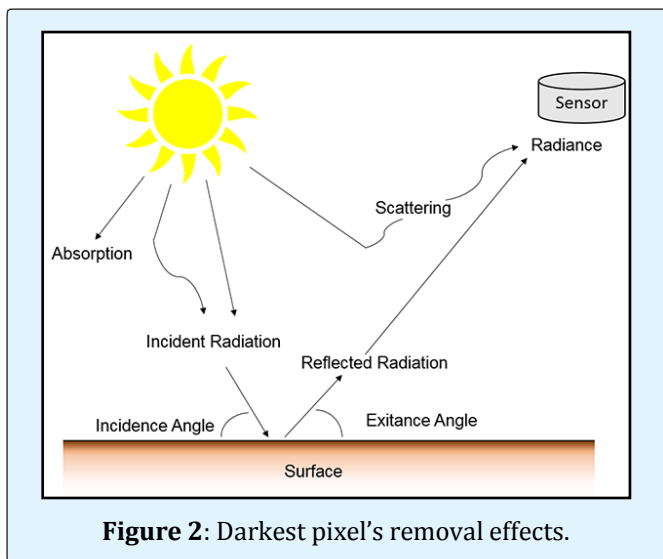 Sensor
Radiance
Scattering
Absorption
Incident Radiation
Reflected Radiation
Incidence Angle
Exitance Angle
Surface
Figure 2: Darkest pixel's removal effects.